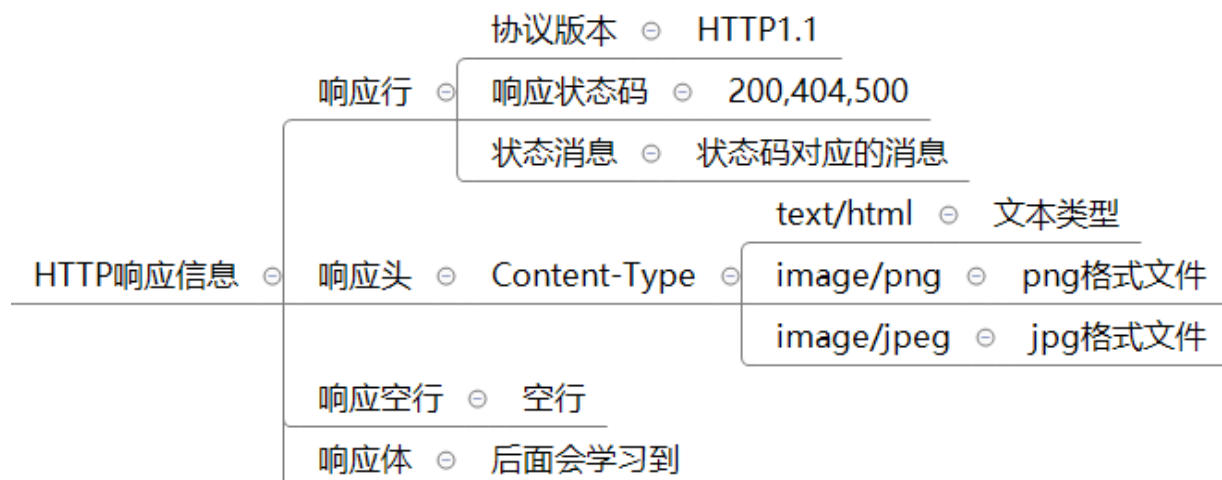 协议版本 HTTP1.1
响应行 响应状态码 200,404,500
状态消息 状态码对应的消息
text/html 文本类型
HTTP响应信息 响应头 Content-Type image/png png格式文件
image/jpeg jpg格式文件
响应空行 空行
响应体 后面会学习到